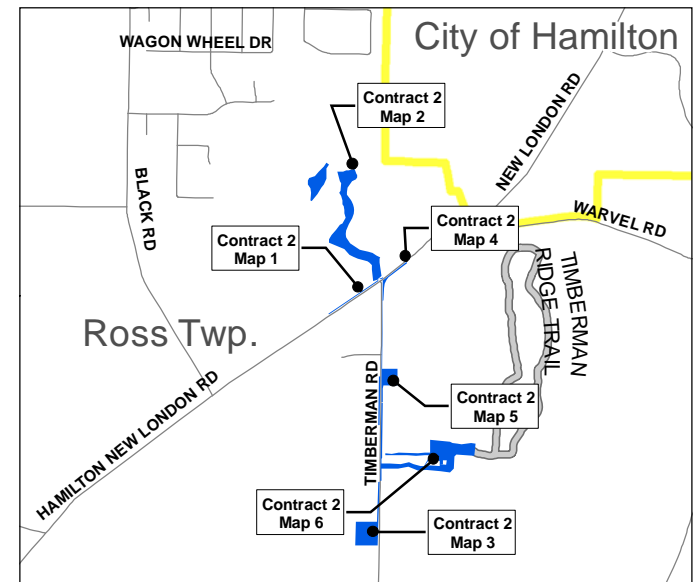 City of Hamilton
WAGON WHEEL DR
Contract 2
Map 2
NEW LONDON RD
BLACK RD
WARVEL RD
Contract 2
Map 4
Contract 2
Map 1
TIMBERMAN
RIDGE TRAIL
Ross Twp.
TIMBERMAN RD
Contract 2
Map 5
HAMILTON NEW LONDON RD
Contract 2
Map 6
Contract 2
Map 3